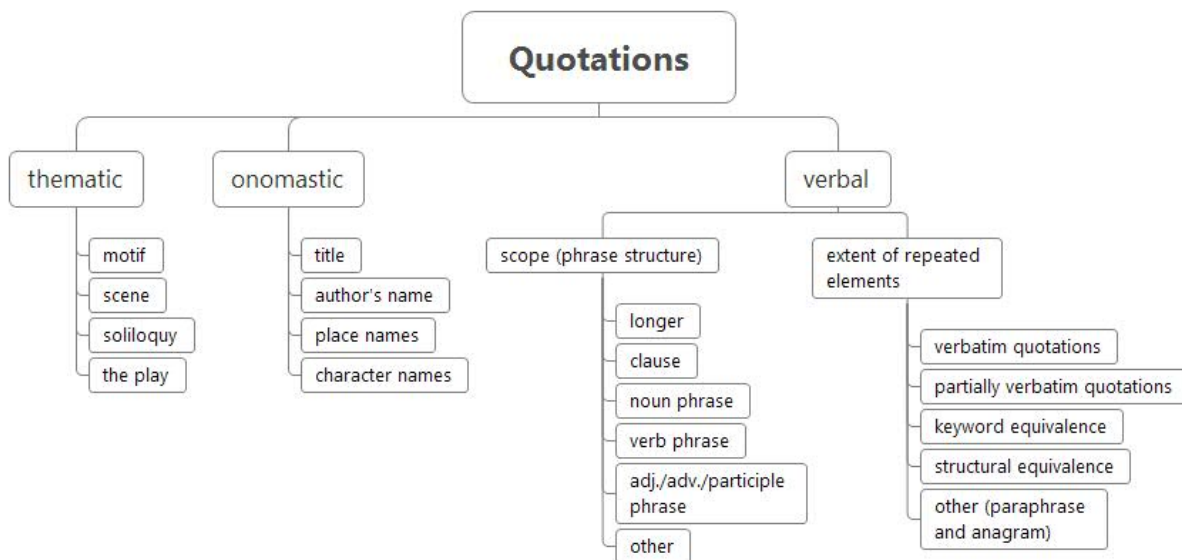 Quotations
thematic
onomastic
verbal
motif
scene
soliloquy
the play
title
author's name
place names
character names
scope (phrase structure)
longer
clause
noun phrase
verb phrase
adj./adv./participle
phrase
other
extent of repeated
elements
verbatim quotations
partially verbatim quotations
keyword equivalence
structural equivalence
other (paraphrase
and anagram)